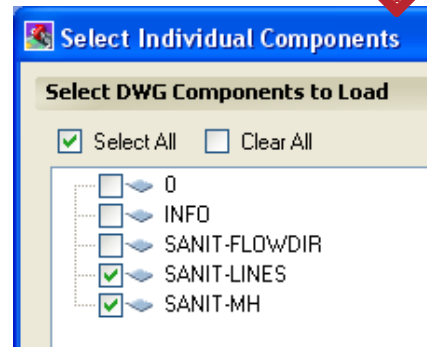 Select Individual Components
Select DWG Components to Load
Select All Clear All
0
INFO
SANIT-FLOWDIR
SANIT-LINES
SANIT-MH